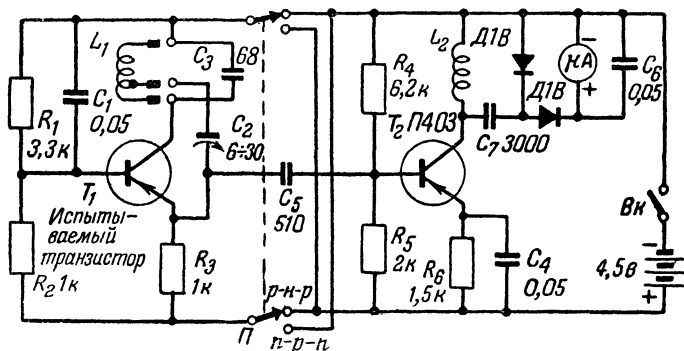 L1
C3
68
R1
3,3к
C1
0,05
C2
6÷30
T1
Испыты-
ваемый
транзистор
R2 1к
R3
1к
C5
510
р-н-р
П
n-p-n
R4
6,2к
L2
Д1В
Д1В
T2 П403
C7 3000
−
μА
+
C6
0,05
R5
2к
R6
1,5к
C4
0,05
Вк
−
4,5в
+